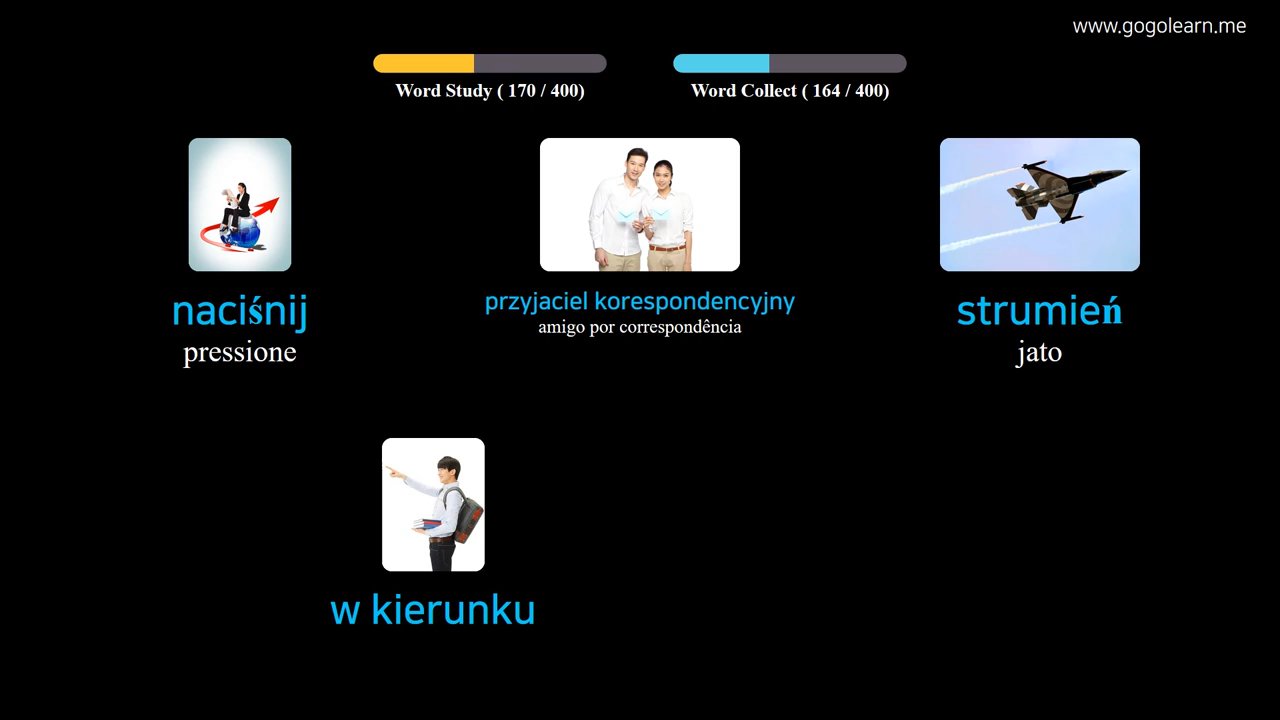 www.gogolearn.me
Word Study ( 170 / 400)
Word Collect ( 164 / 400)
naciśnij
pressione
przyjaciel korespondencyjny
amigo por correspondência
strumień
jato
w kierunku